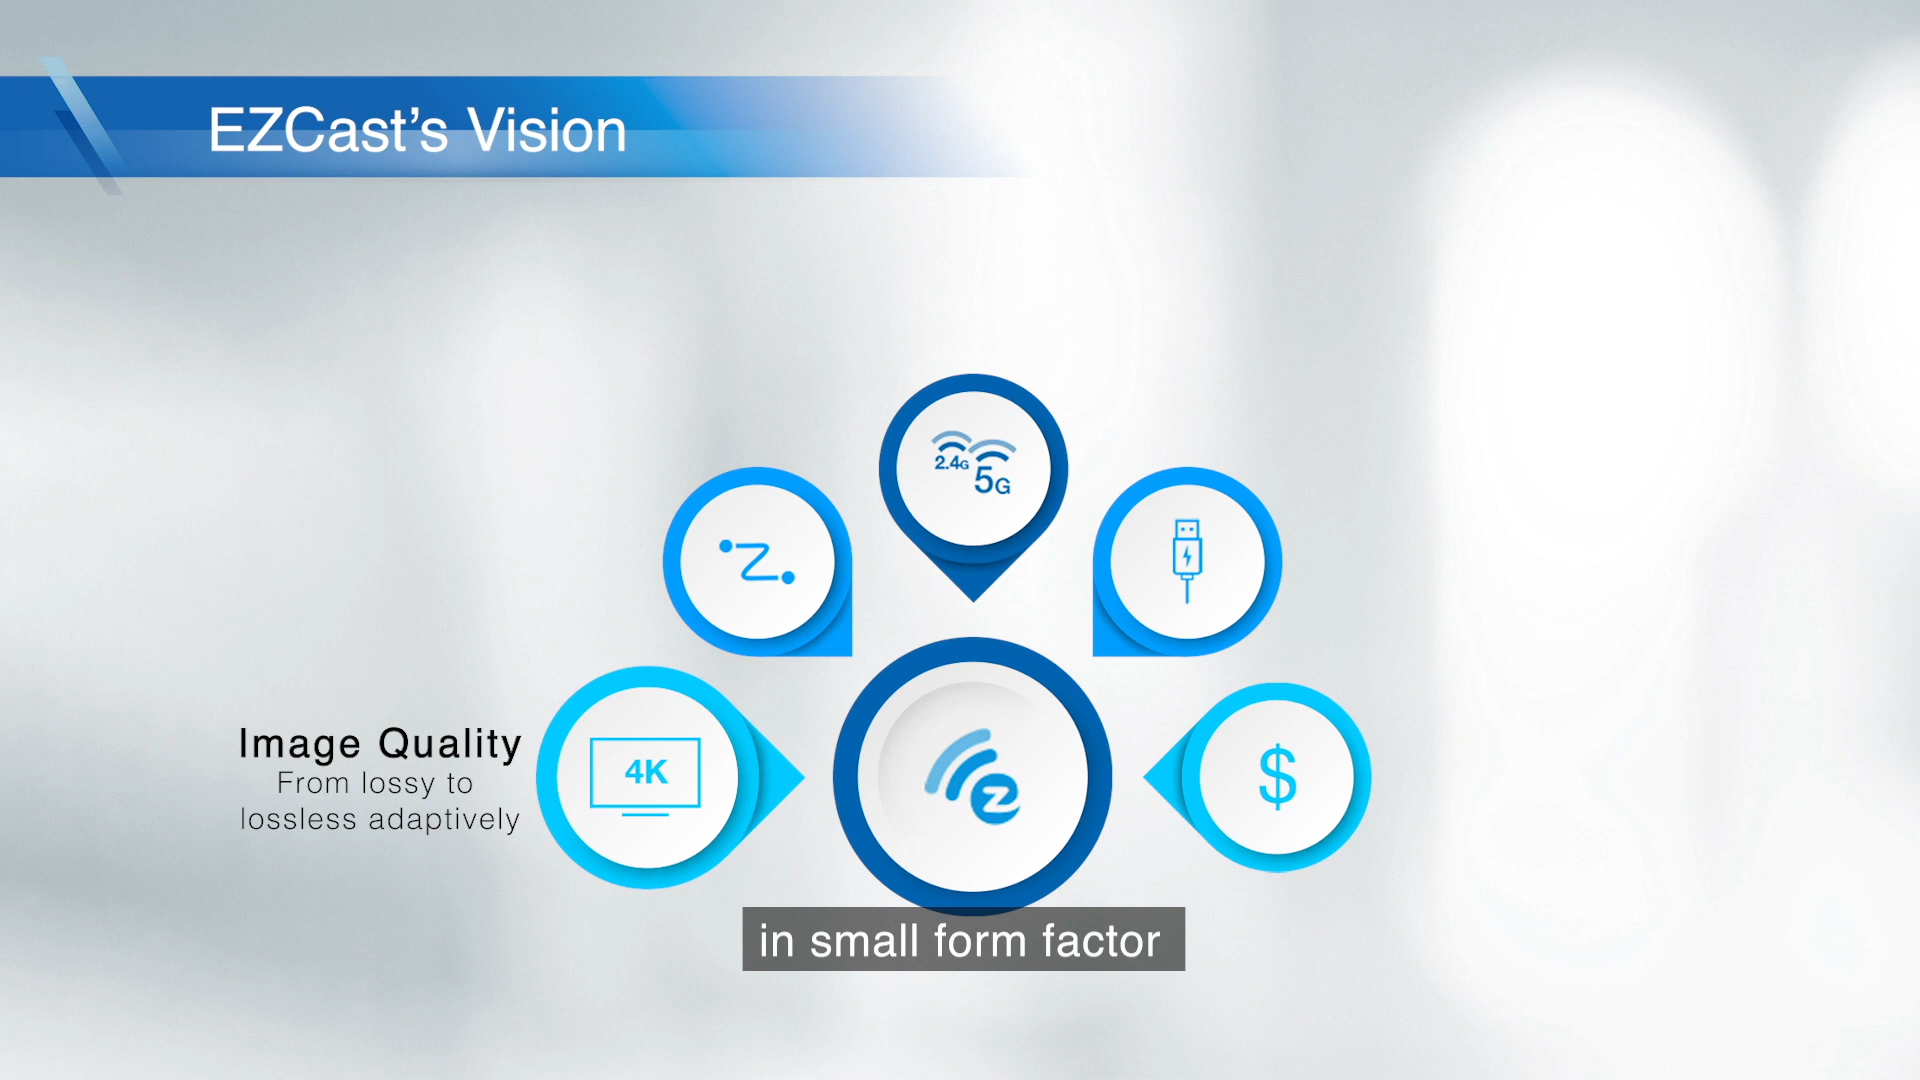 EZCast's Vision
2.4G
5G
Image Quality
From lossy to
lossless adaptively
4K
$
in small form factor